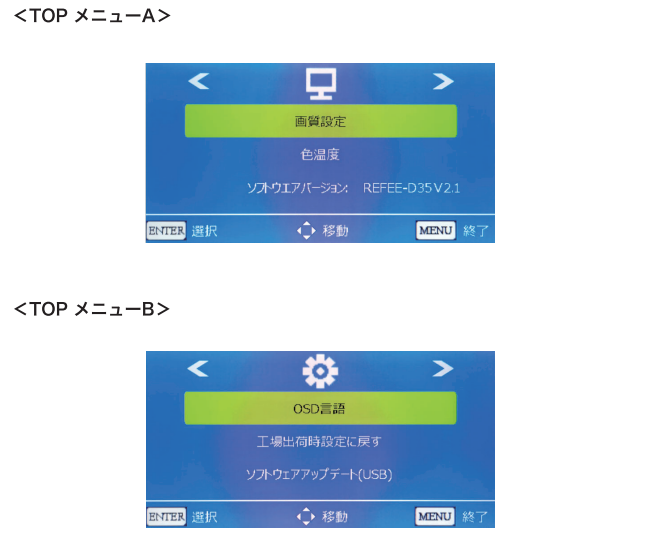 ＜TOP メニューA＞
画質設定
色温度
ソフトウエアバージョン: REFEE-D35 V2.1
ENTER 選択 移動 MENU 終了
＜TOP メニューB＞
OSD言語
工場出荷時設定に戻す
ソフトウェアアップデート(USB)
ENTER 選択 移動 MENU 終了